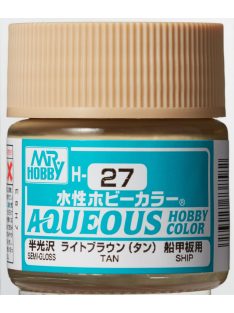 MR.HOBBY
H-27
水性ホビーカラー®
AQUEOUS HOBBY COLOR
半光沢 ライトブラウン(タン) 船甲板用
SEMI-GLOSS TAN SHIP